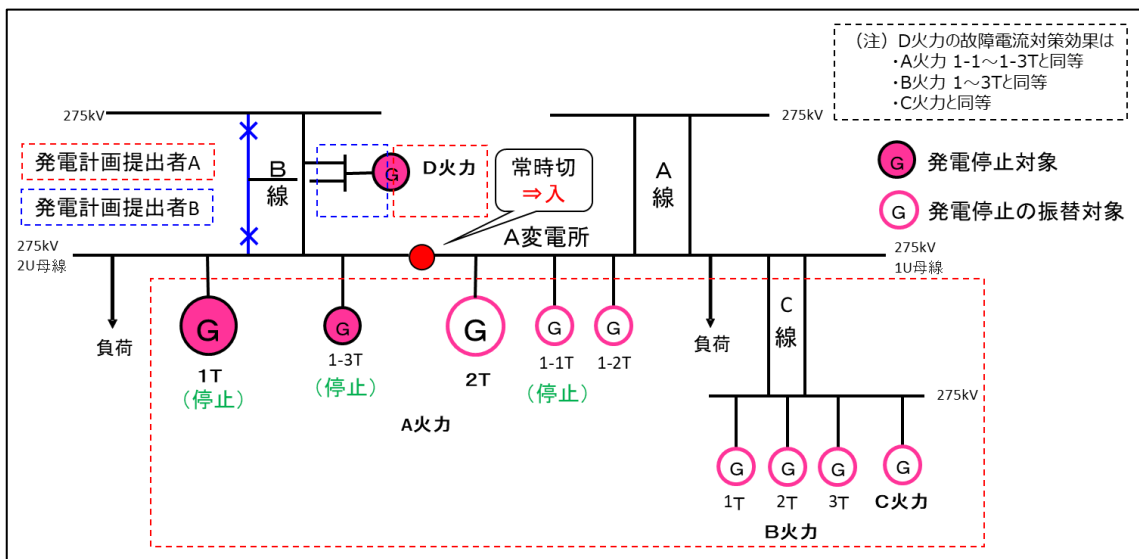 （注）D火力の故障電流対策効果は
・A火力 1-1～1-3Tと同等
・B火力 1～3Tと同等
・C火力と同等
275kV
275kV
発電計画提出者A
発電計画提出者B
B
線
G
D火力
常時切
⇒入
A
線
G
発電停止対象
G
発電停止の振替対象
A変電所
275kV
2U母線
275kV
1U母線
負荷
G
1T
（停止）
G
1-3T
（停止）
G
2T
G
1-1T
（停止）
G
1-2T
負荷
C
線
A火力
275kV
G
1T
G
2T
G
3T
G
C火力
B火力